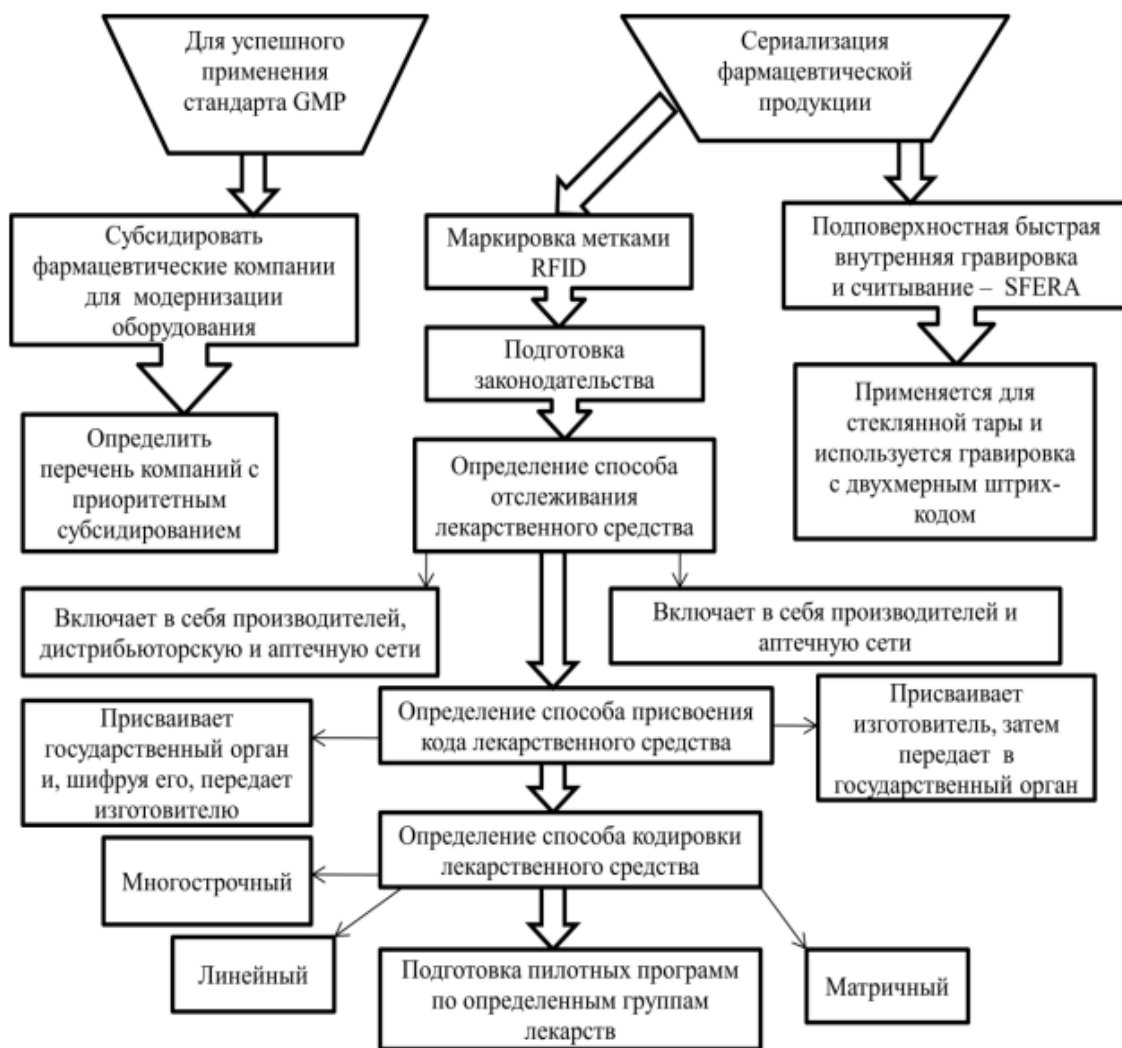 Для успешного
применения
стандарта GMP
Сериализация
фармацевтической
продукции
Субсидировать
фармацевтические компании
для модернизации
оборудования
Маркировка метками
RFID
Подповерхностная быстрая
внутренняя гравировка
и считывание – SFERA
Подготовка
законодательства
Определить
перечень компаний с
приоритетным
субсидированием
Применяется для
стеклянной тары и
используется гравировка
с двухмерным штрих-
кодом
Определение способа
отслеживания
лекарственного средства
Включает в себя производителей,
дистрибьюторскую и аптечную сети
Включает в себя производителей и
аптечную сети
Присваивает
государственный орган
и, шифруя его, передает
изготовителю
Определение способа присвоения
кода лекарственного средства
Присваивает
изготовитель, затем
передает в
государственный орган
Определение способа кодировки
лекарственного средства
Многострочный
Линейный
Подготовка пилотных программ
по определенным группам
лекарств
Матричный